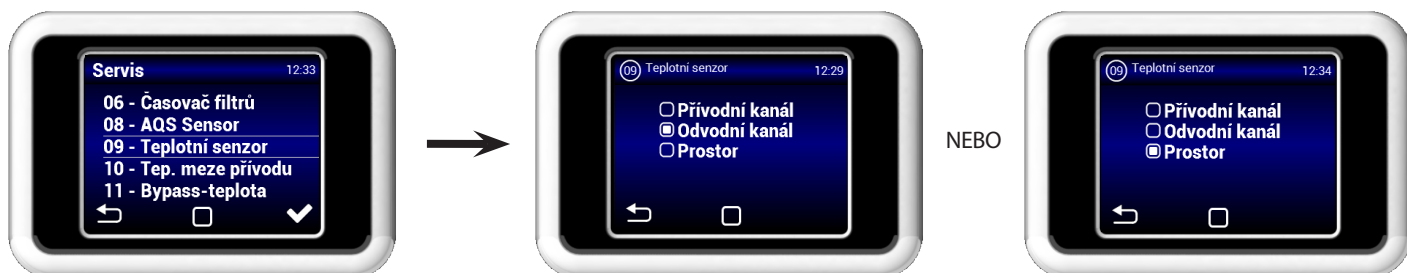 Servis 12:33
06 - Časovač filtrů
08 - AQS Sensor
09 - Teplotní senzor
10 - Tep. meze přívodu
11 - Bypass-teplota
09 Teplotní senzor 12:29
Přívodní kanál
Odvodní kanál
Prostor
NEBO
09 Teplotní senzor 12:34
Přívodní kanál
Odvodní kanál
Prostor